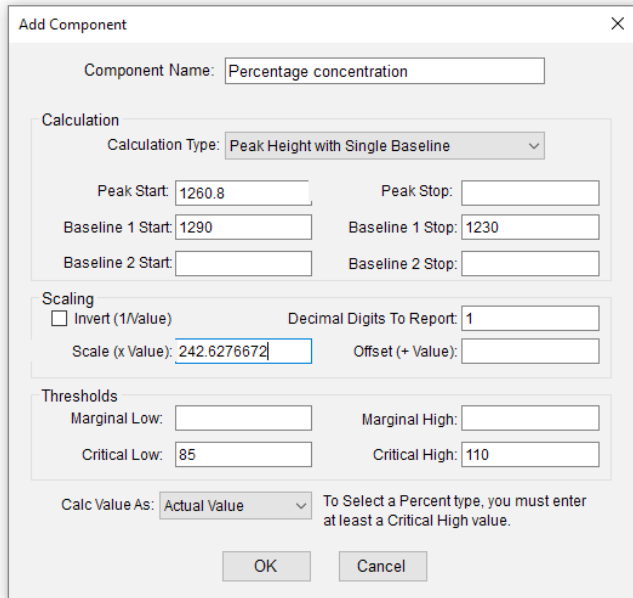 Add Component
Component Name: Percentage concentration
Calculation
Calculation Type: Peak Height with Single Baseline
Peak Start: 1260.8 Peak Stop:
Baseline 1 Start: 1290 Baseline 1 Stop: 1230
Baseline 2 Start: Baseline 2 Stop:
Scaling
Invert (1/Value) Decimal Digits To Report: 1
Scale (x Value): 242.6276672 Offset (+ Value):
Thresholds
Marginal Low: Marginal High:
Critical Low: 85 Critical High: 110
Calc Value As: Actual Value To Select a Percent type, you must enter
at least a Critical High value.
OK Cancel